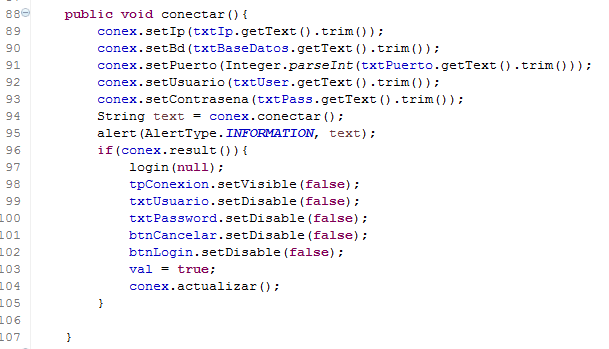 88 public void conectar(){
89 conex.setIp(txtIp.getText().trim());
90 conex.setBd(txtBaseDatos.getText().trim());
91 conex.setPuerto(Integer.parseInt(txtPuerto.getText().trim()));
92 conex.setUsuario(txtUser.getText().trim());
93 conex.setContrasena(txtPass.getText().trim());
94 String text = conex.conectar();
95 alert(AlertType.INFORMATION, text);
96 if(conex.result()){
97 login(null);
98 tpConexion.setVisible(false);
99 txtUsuario.setDisable(false);
100 txtPassword.setDisable(false);
101 btnCancelar.setDisable(false);
102 btnLogin.setDisable(false);
103 val = true;
104 conex.actualizar();
105 }
106
107 }